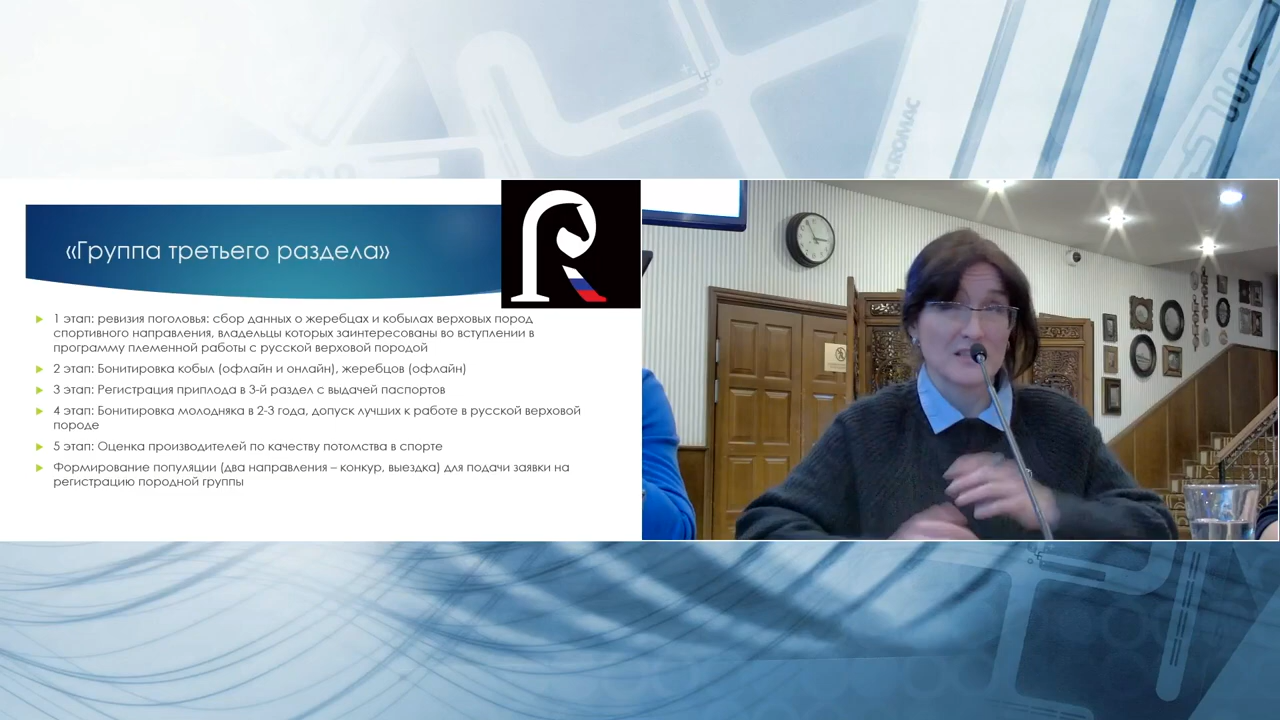 CROMAC
«Группа третьего раздела»
1 этап: ревизия поголовья: сбор данных о жеребцах и кобылах верховых пород
спортивного направления, владельцы которых заинтересованы во вступлении в
программу племенной работы с русской верховой породой
2 этап: Бонитировка кобыл (офлайн и онлайн), жеребцов (офлайн)
3 этап: Регистрация приплода в 3-й раздел с выдачей паспортов
4 этап: Бонитировка молодняка в 2-3 года, допуск лучших к работе в русской верховой
породе
5 этап: Оценка производителей по качеству потомства в спорте
Формирование популяции (два направления – конкур, выездка) для подачи заявки на
регистрацию породной группы